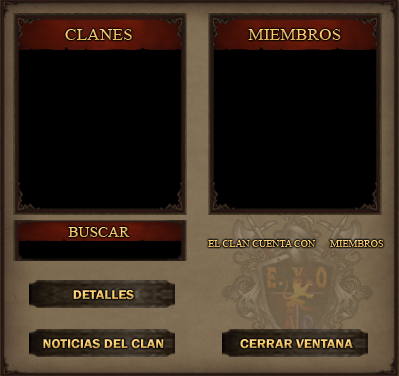 CLANES
MIEMBROS
BUSCAR
EL CLAN CUENTA CON MIEMBROS
DETALLES
NOTICIAS DEL CLAN
CERRAR VENTANA